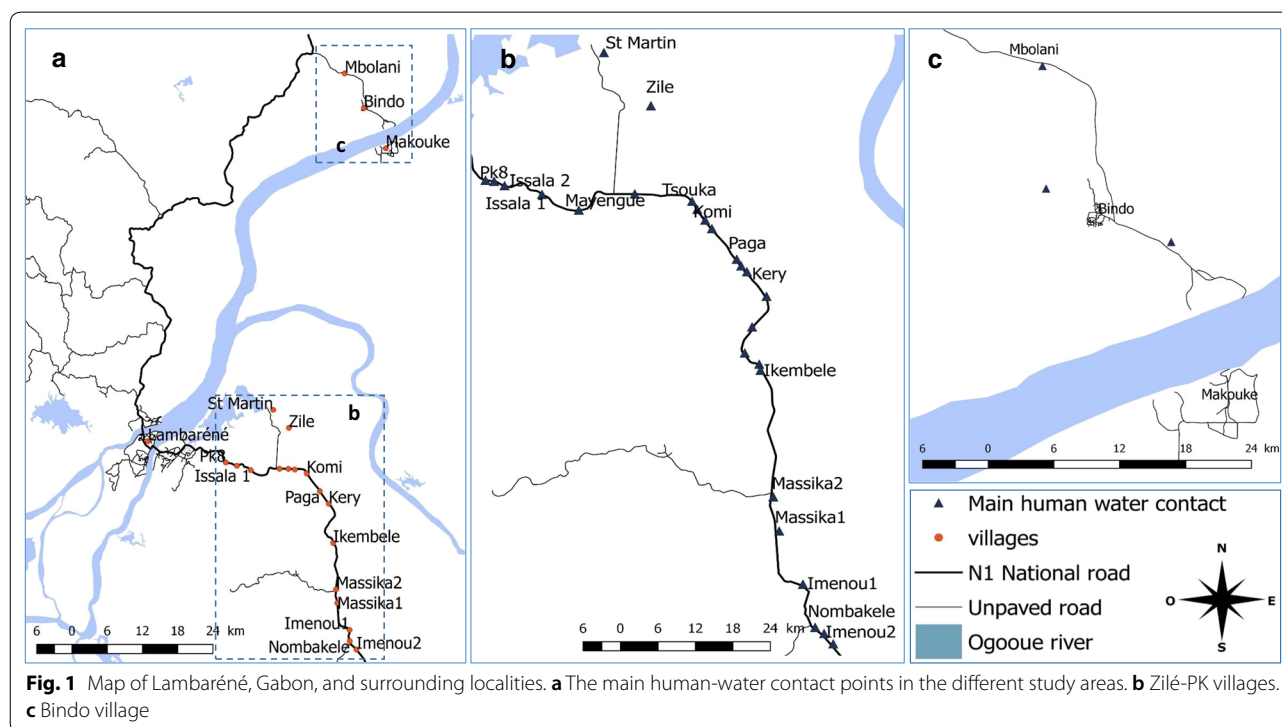 a
Mbolani
Bindo
Makouke
c
St Martin
Zile
b
Lambaréné
Pk8
Issala 1
Komi
Paga Kery
Ikembele
Massika2
Massika1
Imenou1
Imenou2
Nombakele
6 0 6 12 18 24 km
b
St Martin
Zile
Pk8
Issala 2
Issala 1
Mayengue
Tsouka
Komi
Paga
Kery
Ikembele
Massika2
Massika1
Imenou1
Nombakele
Imenou2
6 0 6 12 18 24 km
c
Mbolani
Bindo
Makouke
6 0 6 12 18 24 km
Main human water contact
villages
N1 National road
Unpaved road
Ogooue river
N
O E
S
Fig. 1 Map of Lambaréné, Gabon, and surrounding localities. a The main human-water contact points in the different study areas. b Zilé-PK villages.
c Bindo village